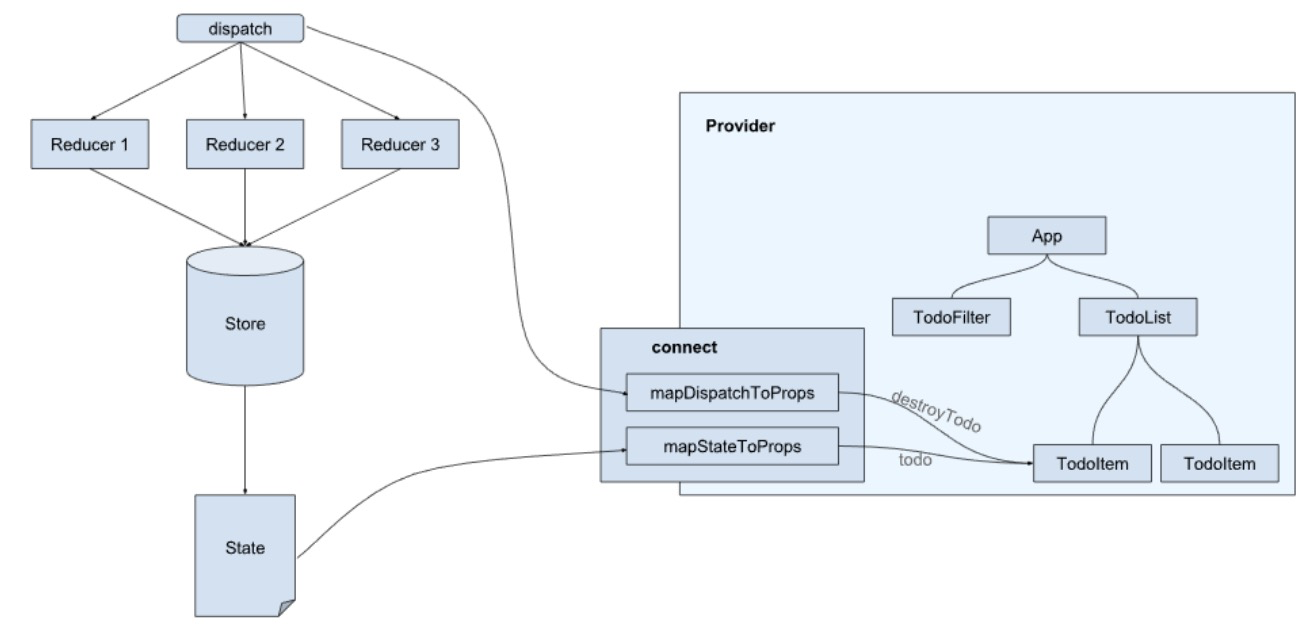 dispatch
Reducer 1
Reducer 2
Reducer 3
Store
State
Provider
App
TodoFilter
TodoList
connect
mapDispatchToProps
mapStateToProps
destroyTodo
todo
TodoItem
TodoItem